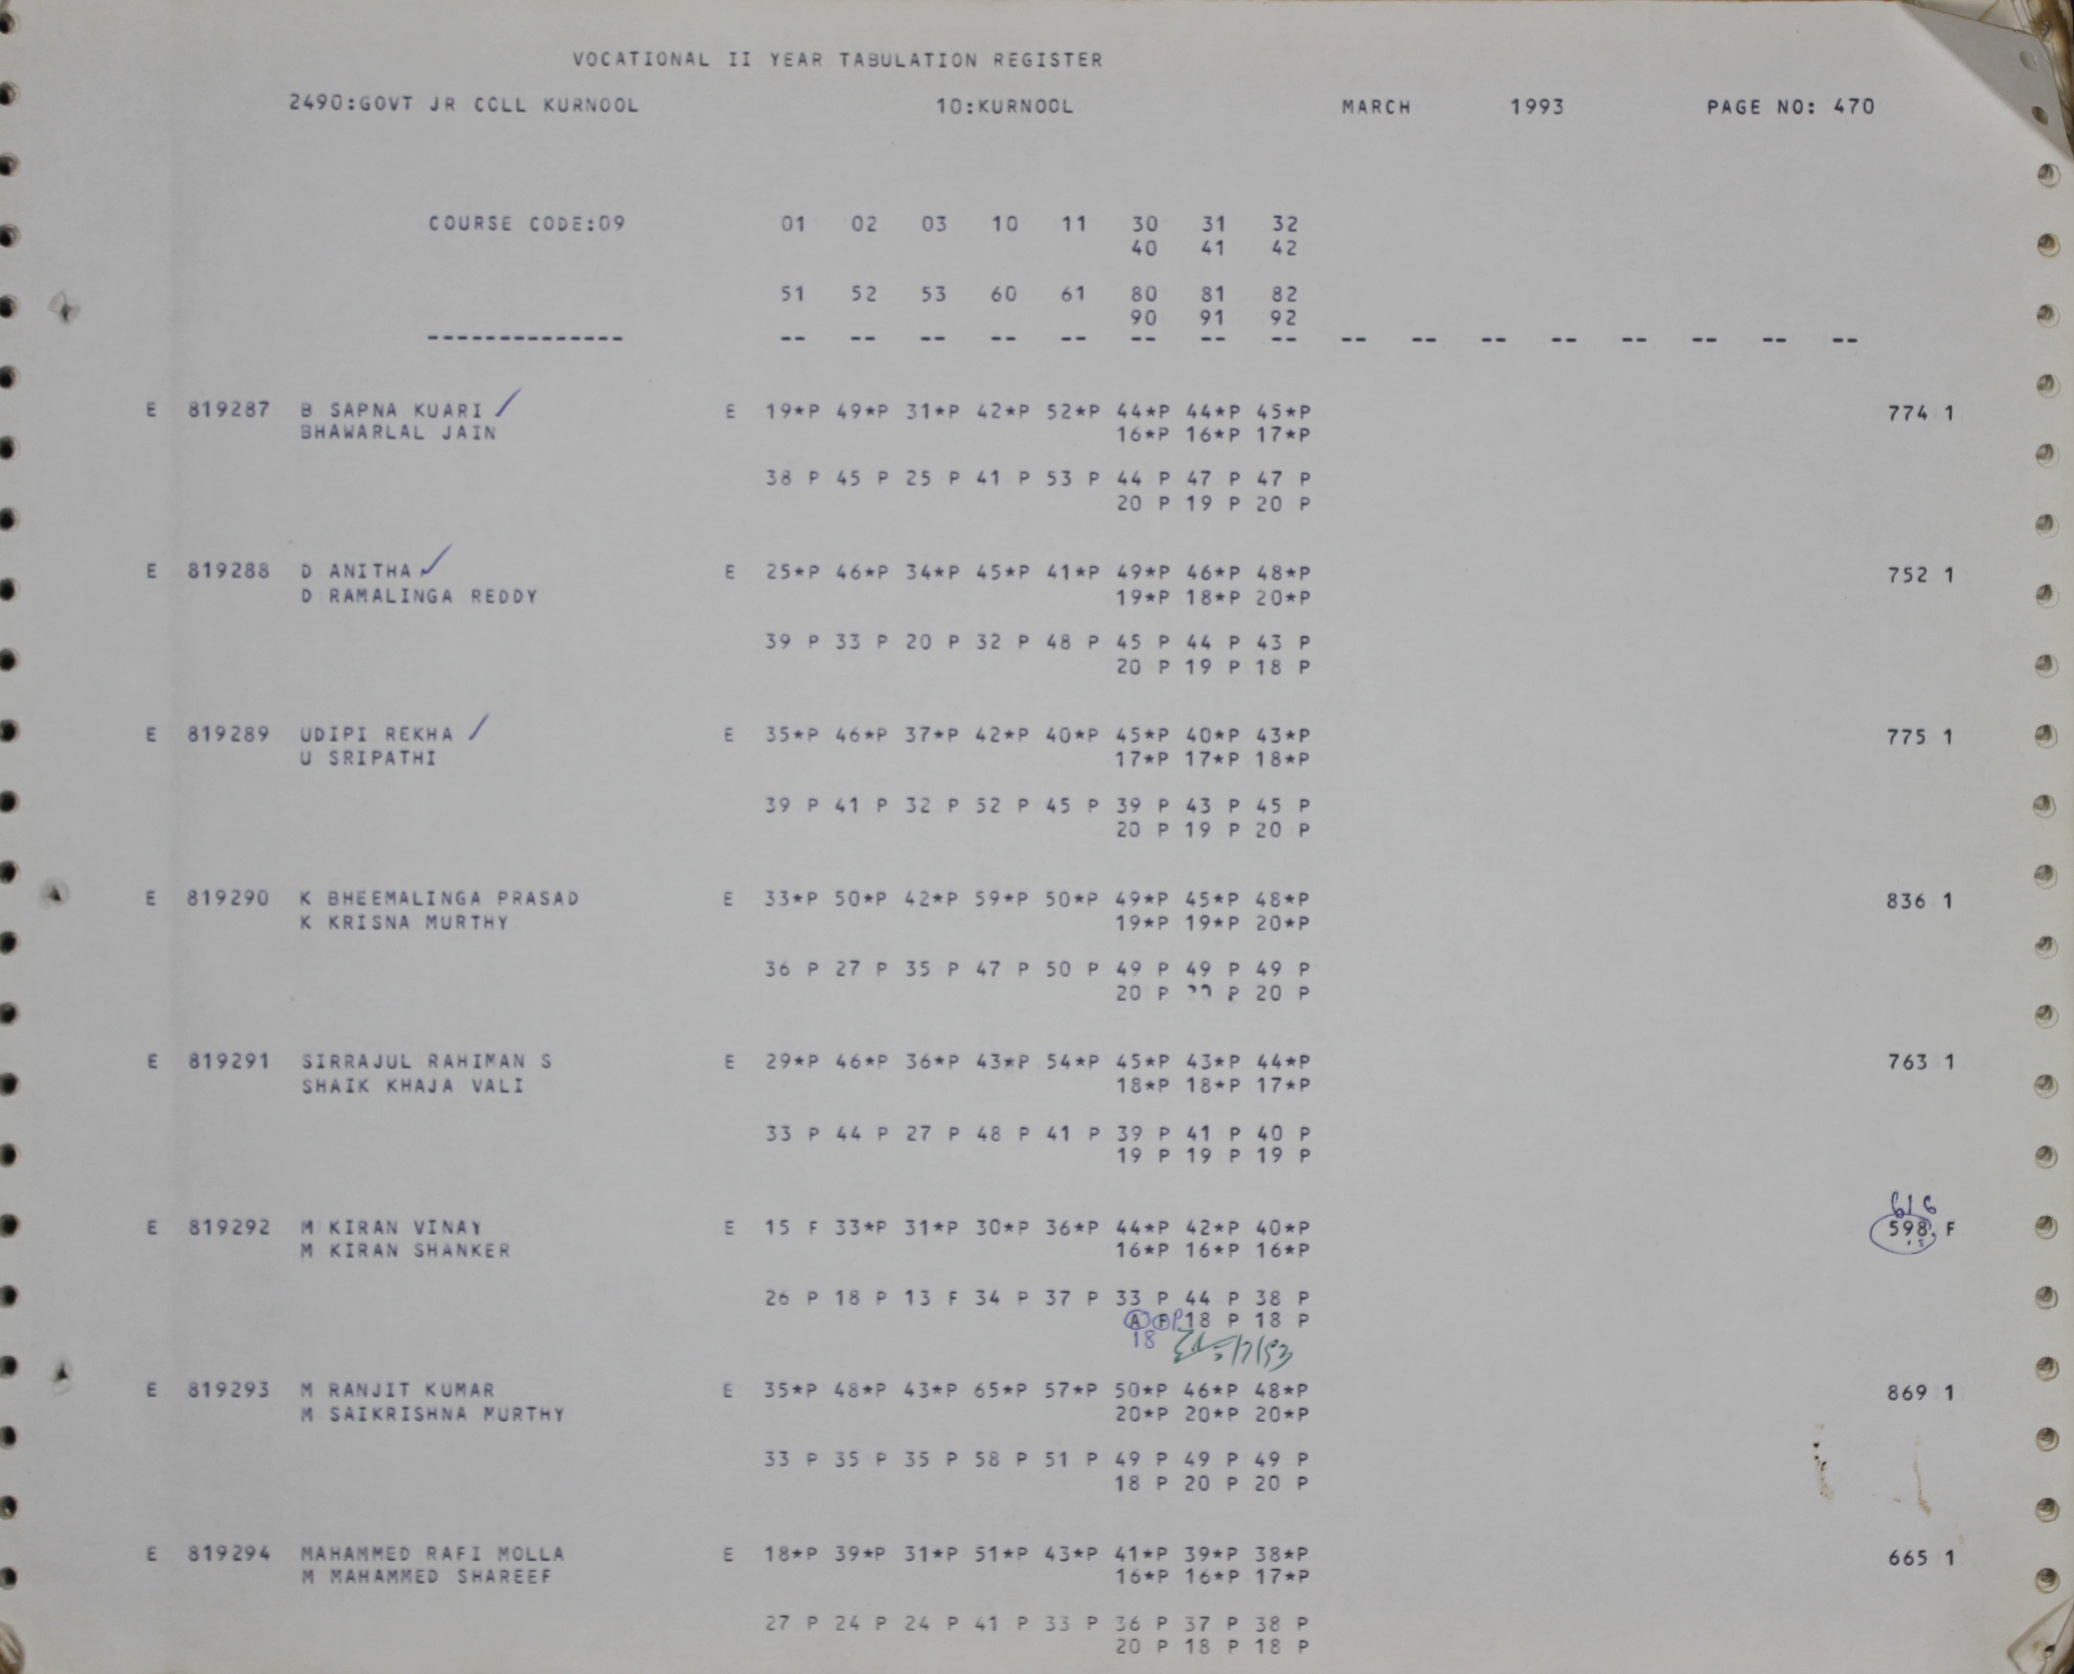 VOCATIONAL II YEAR TABULATION REGISTER
2490:GOVT JR COLL KURNOOL 10:KURNOOL MARCH 1993 PAGE NO: 470
COURSE CODE:09 01 02 03 10 11 30 31 32
40 41 42
51 52 53 60 61 80 81 82
90 91 92
-------------- -- -- -- -- -- -- -- -- -- -- -- -- -- -- -- --
E 819287 B SAPNA KUARI E 19*P 49*P 31*P 42*P 52*P 44*P 44*P 45*P 774 1
BHAWARLAL JAIN 16*P 16*P 17*P
38 P 45 P 25 P 41 P 53 P 44 P 47 P 47 P
20 P 19 P 20 P
E 819288 D ANITHA E 25*P 46*P 34*P 45*P 41*P 49*P 46*P 48*P 752 1
D RAMALINGA REDDY 19*P 18*P 20*P
39 P 33 P 20 P 32 P 48 P 45 P 44 P 43 P
20 P 19 P 18 P
E 819289 UDIPI REKHA E 35*P 46*P 37*P 42*P 40*P 45*P 40*P 43*P 775 1
U SRIPATHI 17*P 17*P 18*P
39 P 41 P 32 P 52 P 45 P 39 P 43 P 45 P
20 P 19 P 20 P
E 819290 K BHEEMALINGA PRASAD E 33*P 50*P 42*P 59*P 50*P 49*P 45*P 48*P 836 1
K KRISNA MURTHY 19*P 19*P 20*P
36 P 27 P 35 P 47 P 50 P 49 P 49 P 49 P
20 P P 20 P
E 819291 SIRRAJUL RAHIMAN S E 29*P 46*P 36*P 43*P 54*P 45*P 43*P 44*P 763 1
SHAIK KHAJA VALI 18*P 18*P 17*P
33 P 44 P 27 P 48 P 41 P 39 P 41 P 40 P
19 P 19 P 19 P
616
E 819292 M KIRAN VINAY E 15 F 33*P 31*P 30*P 36*P 44*P 42*P 40*P 598 F
M KIRAN SHANKER 16*P 16*P 16*P
26 P 18 P 13 F 34 P 37 P 33 P 44 P 38 P
A F P 18 P 18 P
18
E 819293 M RANJIT KUMAR E 35*P 48*P 43*P 65*P 57*P 50*P 46*P 48*P 869 1
M SAIKRISHNA MURTHY 20*P 20*P 20*P
33 P 35 P 35 P 58 P 51 P 49 P 49 P 49 P
18 P 20 P 20 P
E 819294 MAHAMMED RAFI MOLLA E 18*P 39*P 31*P 51*P 43*P 41*P 39*P 38*P 665 1
M MAHAMMED SHAREEF 16*P 16*P 17*P
27 P 24 P 24 P 41 P 33 P 36 P 37 P 38 P
20 P 18 P 18 P